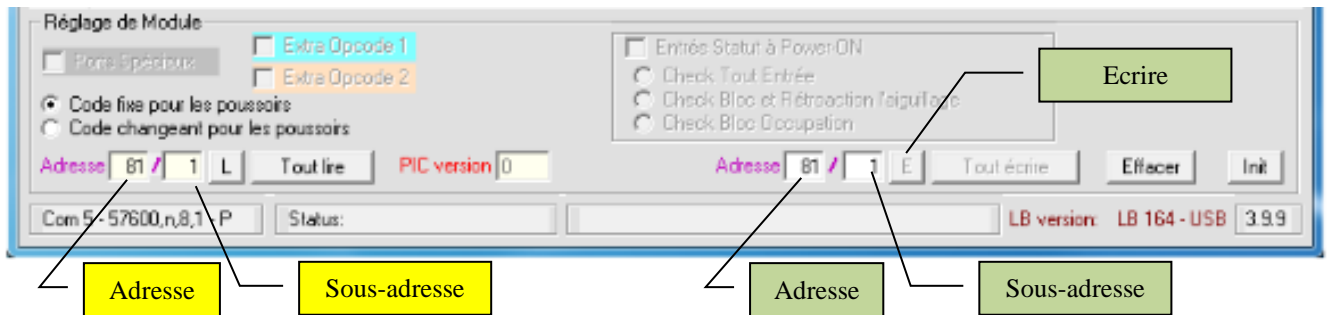 Réglage de Module
Ports Spéciaux
Extra Opcode 1
Extra Opcode 2
Code fixe pour les poussoirs
Code changeant pour les poussoirs
Entrés Statut à Power-ON
Check Tout Entrée
Check Bloc et Rétroaction l'aiguillage
Check Bloc Occupation
Ecrire
Adresse 81 / 1 L Tout lire PIC version 0 Adresse 81 / 1 E Tout écrire Effacer Init
Com 5 - 57600,n,8,1 - P Status: LB version: LB 164 - USB 3.9.9
Adresse Sous-adresse Adresse Sous-adresse